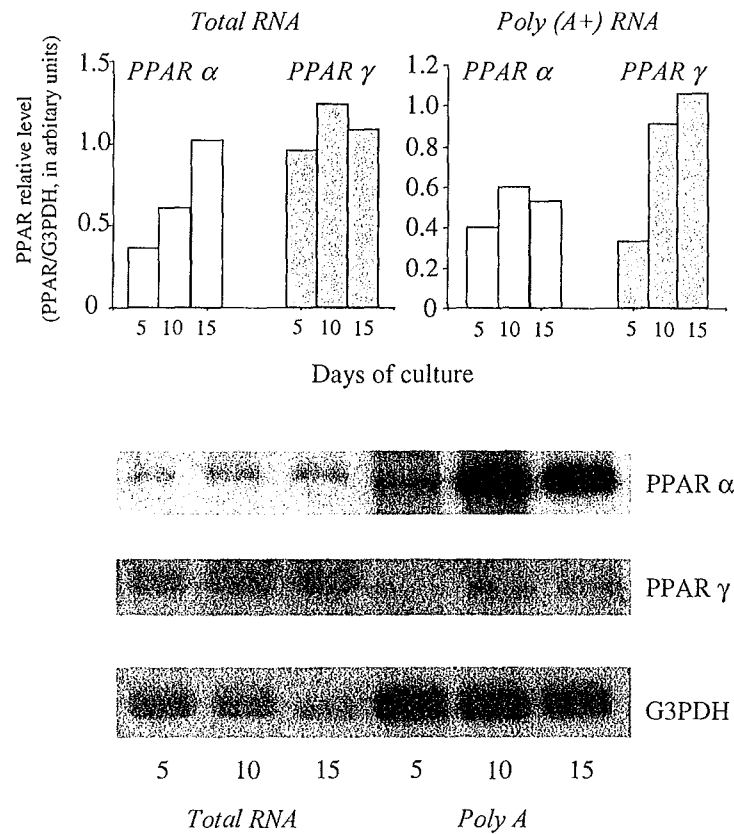 Total RNA
Poly (A+) RNA
PPAR relative level
(PPAR/G3PDH, in arbitary units)
1.5
1.0
0.5
0
PPAR α
PPAR γ
5 10 15
5 10 15
1.2
1.0
0.8
0.6
0.4
0.2
0
PPAR α
PPAR γ
5 10 15
5 10 15
Days of culture
PPAR α
PPAR γ
G3PDH
5 10 15 5 10 15
Total RNA
Poly A